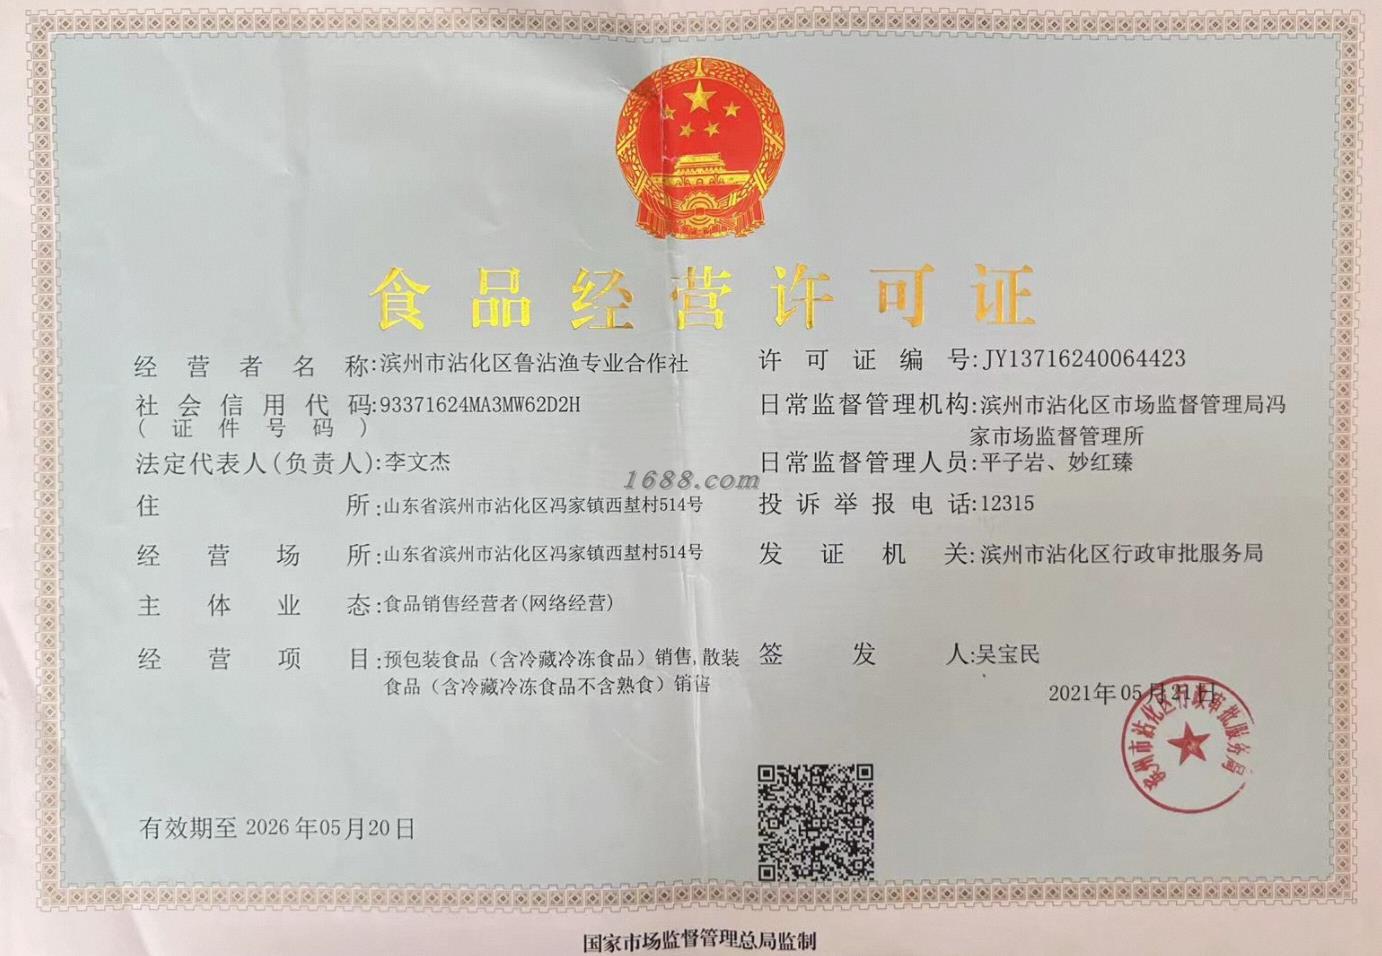 食品经营许可证
经营者名称:滨州市沾化区鲁沾渔专业合作社
社会信用代码:93371624MA3MW62D2H
(证件号码)
法定代表人(负责人):李文杰
住所:山东省滨州市沾化区冯家镇西堼村514号
经营场所:山东省滨州市沾化区冯家镇西堼村514号
主体业态:食品销售经营者(网络经营)
经营项目:预包装食品（含冷藏冷冻食品）销售,散装
食品（含冷藏冷冻食品不含熟食）销售
有效期至 2026年05月20日
许可证编号:JY13716240064423
日常监督管理机构:滨州市沾化区市场监督管理局冯
家市场监督管理所
日常监督管理人员:平子岩、妙红臻
投诉举报电话:12315
发证机关:滨州市沾化区行政审批服务局
签发人:吴宝民
2021年05月21日
滨州市沾化区行政审批服务局
1688.com
国家市场监督管理总局监制